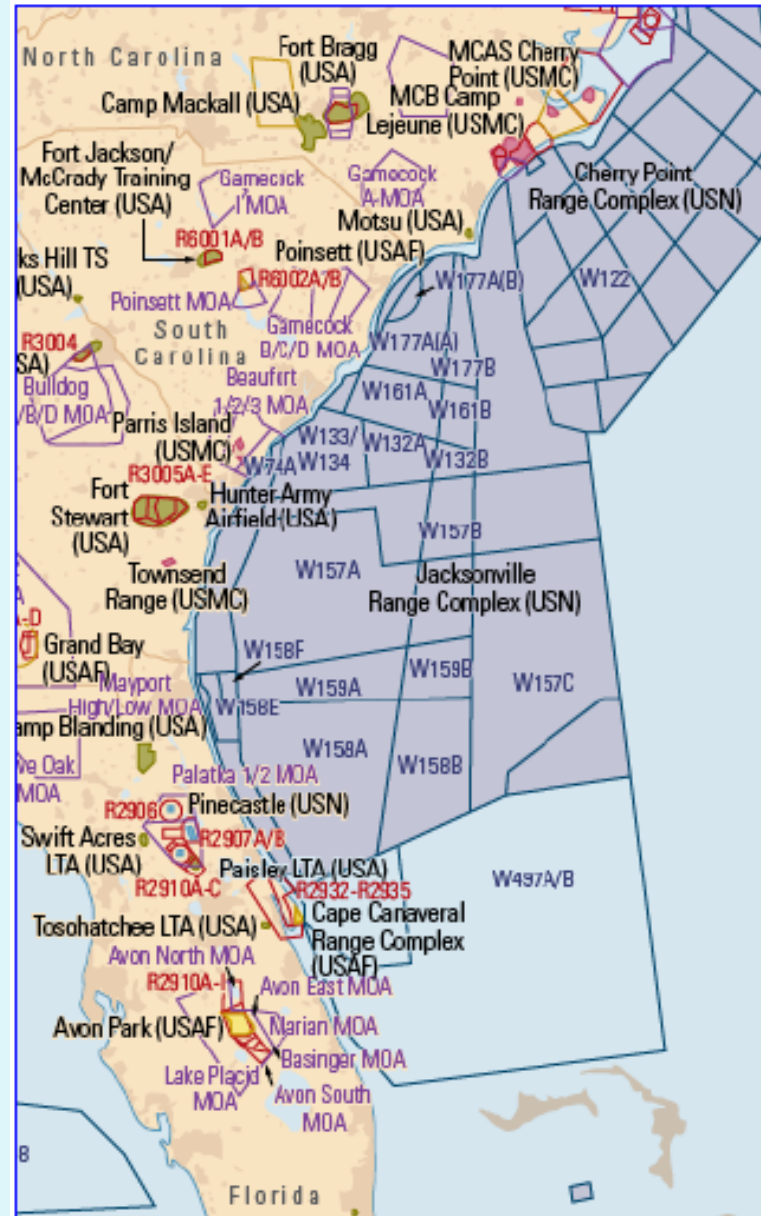 North Carolina
Fort Bragg
(USA)
MCAS Cherry
Point (USMC)
Camp Mackall (USA)
MCB Camp
Lejeune (USMC)
Fort Jackson/
McCrady Training
Center (USA)
Gamecock
I MOA
Gamecock
A-MOA
Cherry Point
Range Complex (USN)
Motsu (USA)
R6001A/B
Poinsett (USAF)
ks Hill TS
(USA)
R6002A/B
W177A(B)
W122
Poinsett MOA
South
Carolina
Gamecock
B/C/D MOA
W177A(A)
R3004
SA)
W177B
Bulldog
/B/D MOA
Beaufort
1/2/3 MOA
W161A
W161B
Parris Island
(USMC)
W133/
W134
W132A
W132B
R3005A-E
W74A
Fort
Stewart
(USA)
Hunter Army
Airfield (USA)
W157B
Townsend
Range (USMC)
W157A
Jacksonville
Range Complex (USN)
A-D
Grand Bay
(USAF)
W158F
W159B
Mayport
High/Low MOA
W159A
W157C
W158E
amp Blanding (USA)
W158A
W158B
ve Oak
MOA
Palatka 1/2 MOA
R2906
Pinecastle (USN)
Swift Acres
LTA (USA)
R2907A/B
Paisley LTA (USA)
W497A/B
R2910A-C
R2932-R2935
Tosohatchee LTA (USA)
Cape Canaveral
Range Complex
(USAF)
Avon North MOA
R2910A-I
Avon East MOA
Avon Park (USAF)
Marian MOA
Basinger MOA
Lake Placid
MOA
Avon South
MOA
B
Florida